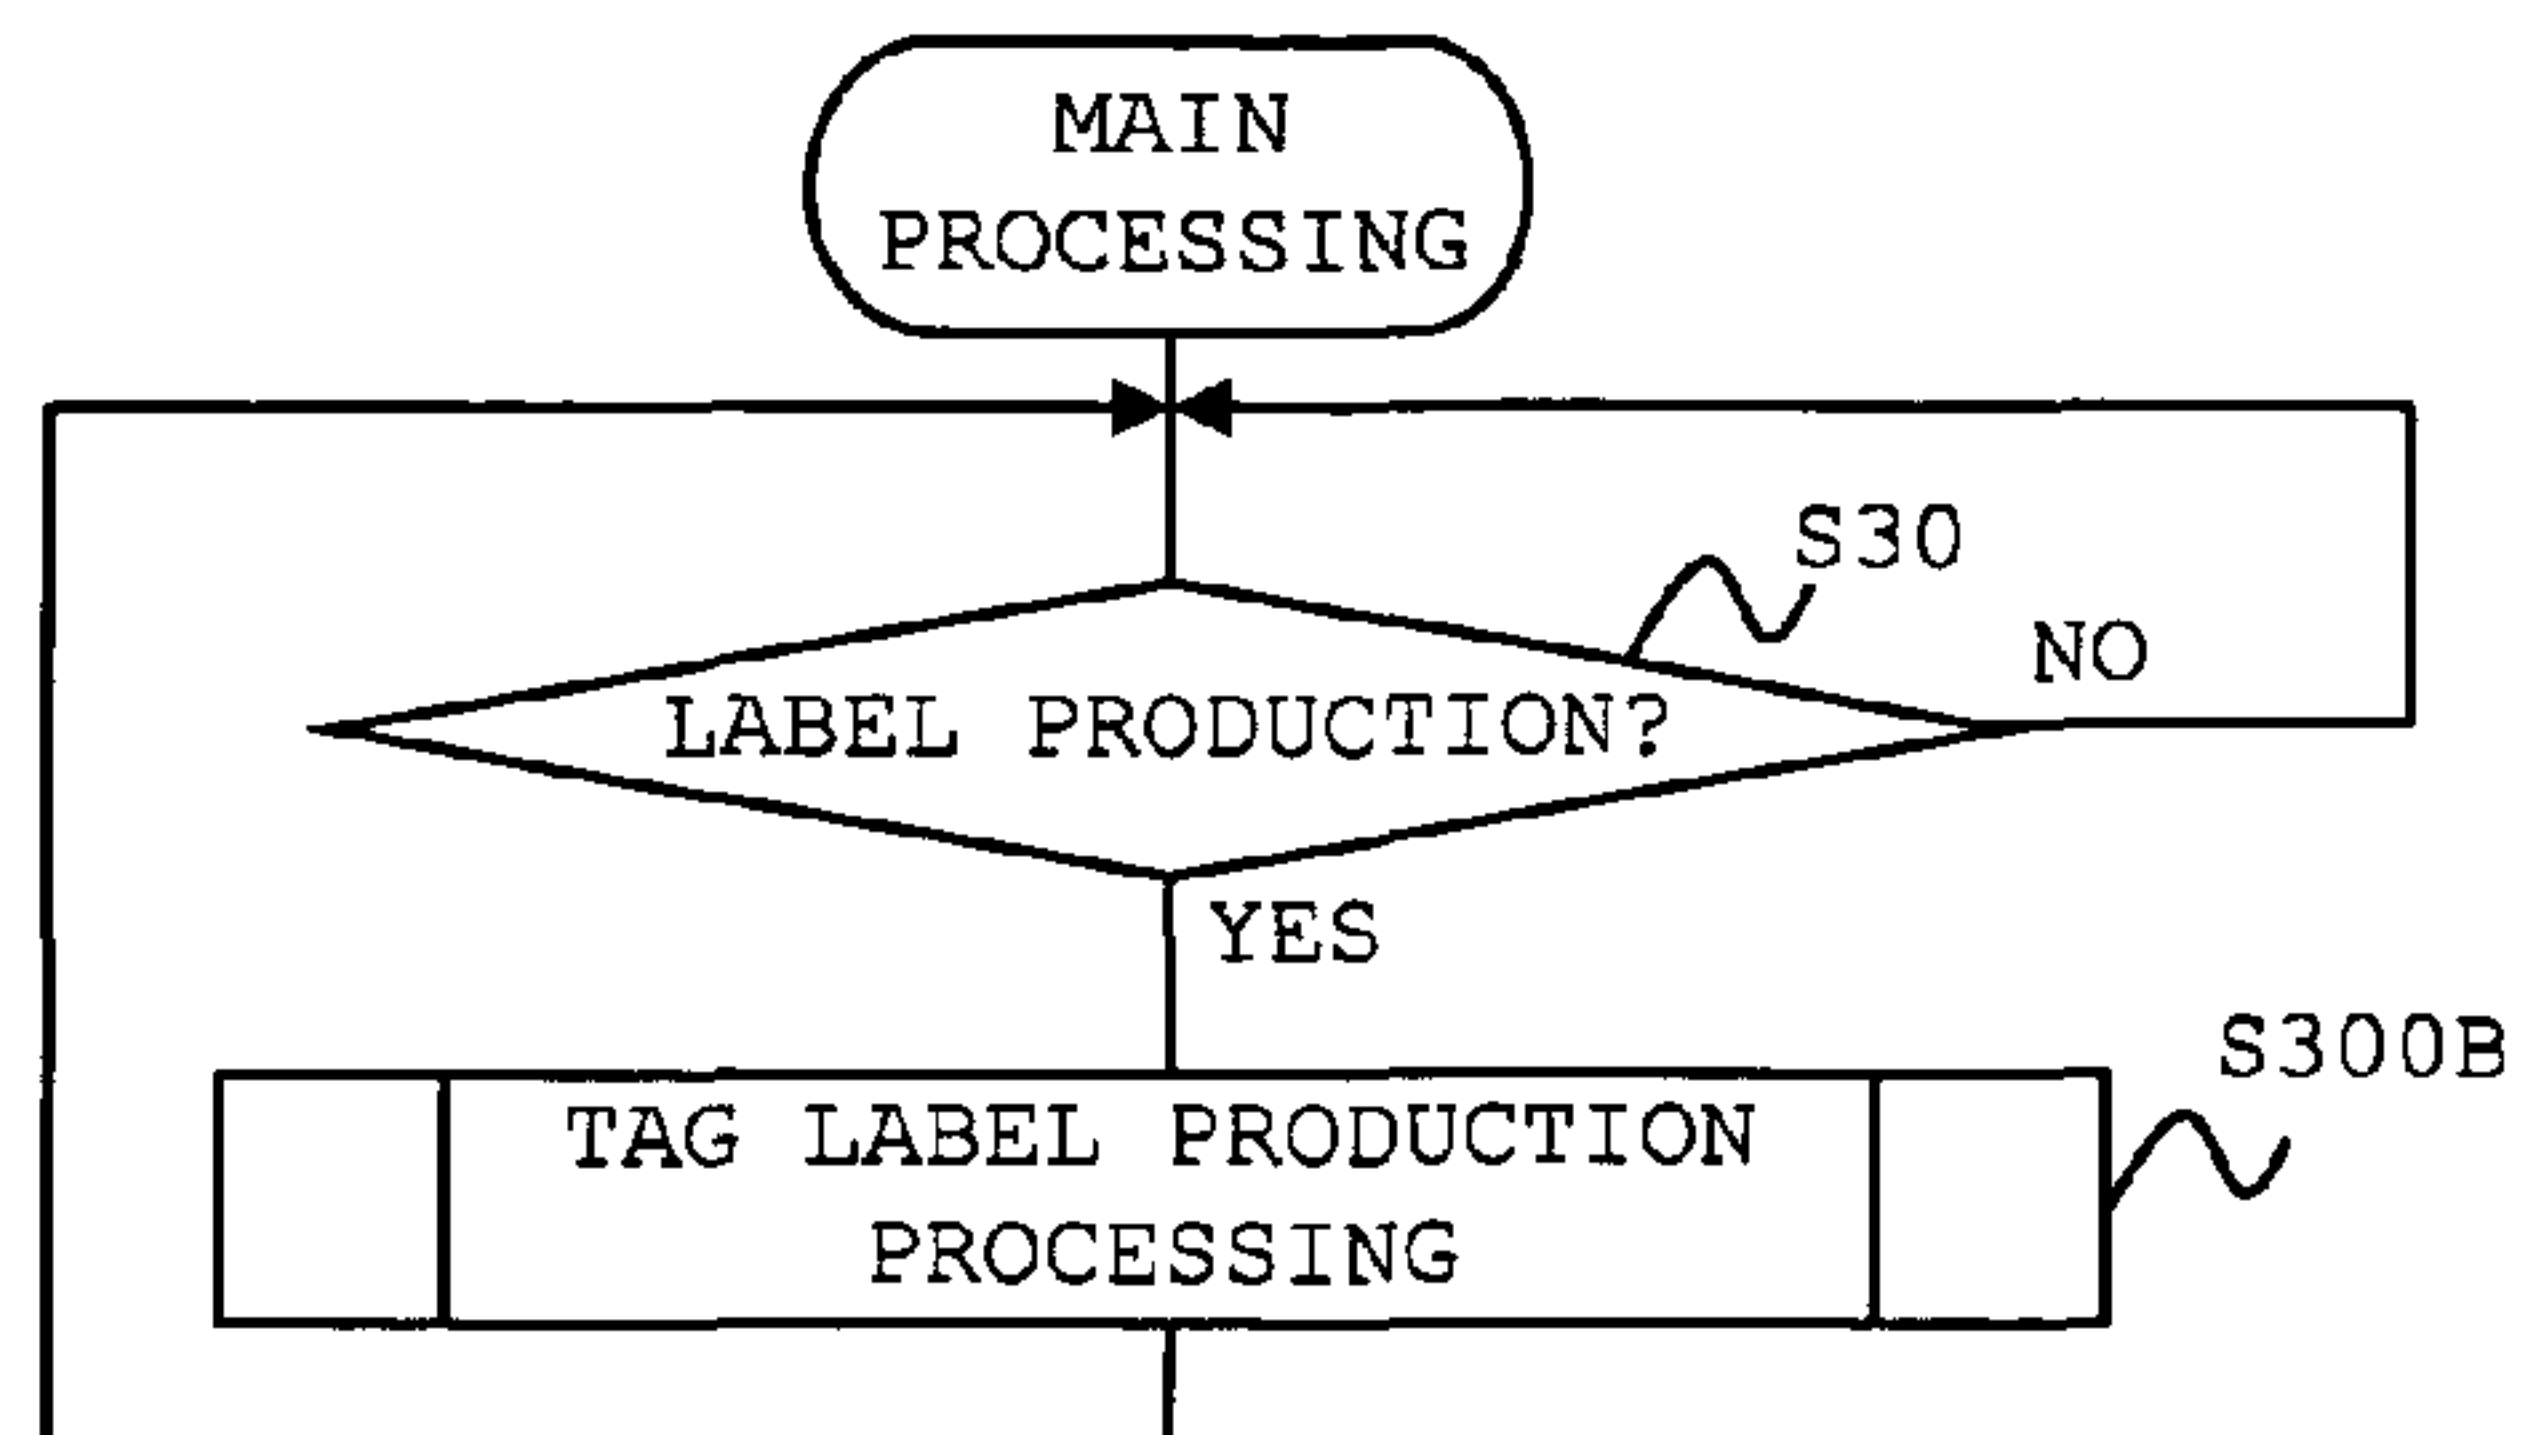 MAIN
PROCESSING
S30
NO
LABEL PRODUCTION?
YES
S300B
TAG LABEL PRODUCTION
PROCESSING